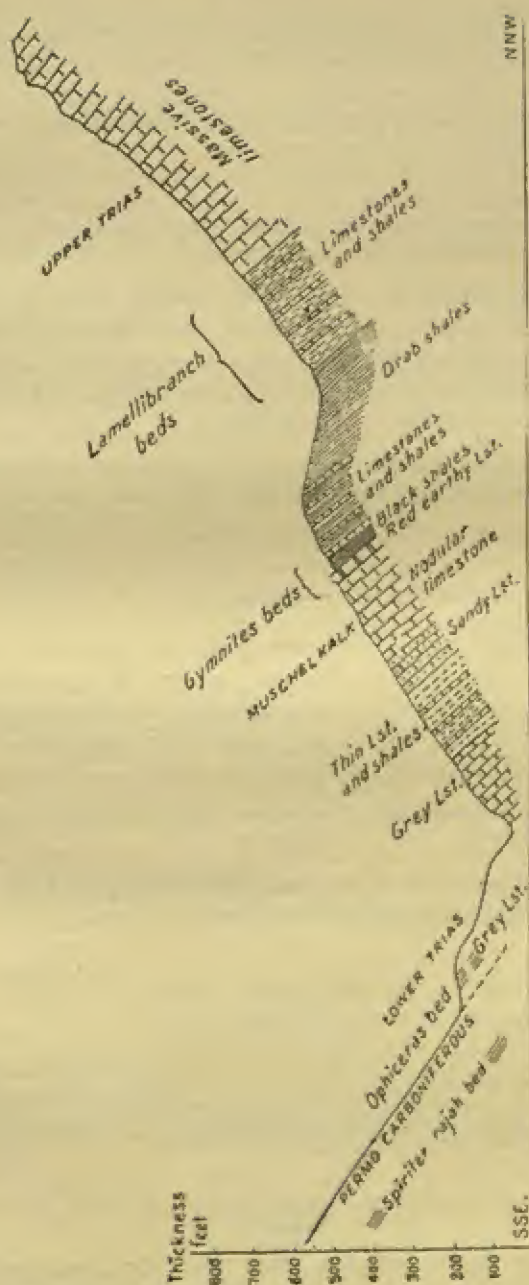 Thickness
feet
800
700
600
500
400
300
200
100
SSE.
PERMO CARBONIFEROUS
Spirifer rajah bed
LOWER TRIAS
Ophiceras bed
Grey Lst.
Grey Lst.
Thin Lst.
and shales
Sandy Lst.
Nodular
limestone
MUSCHELKALK
Gymnites beds
Red earthy Lst.
Black shales
Limestones
and shales
Drab shales
Lamellibranch
beds
Limestones
and shales
UPPER TRIAS
Massive
limestones
NNW